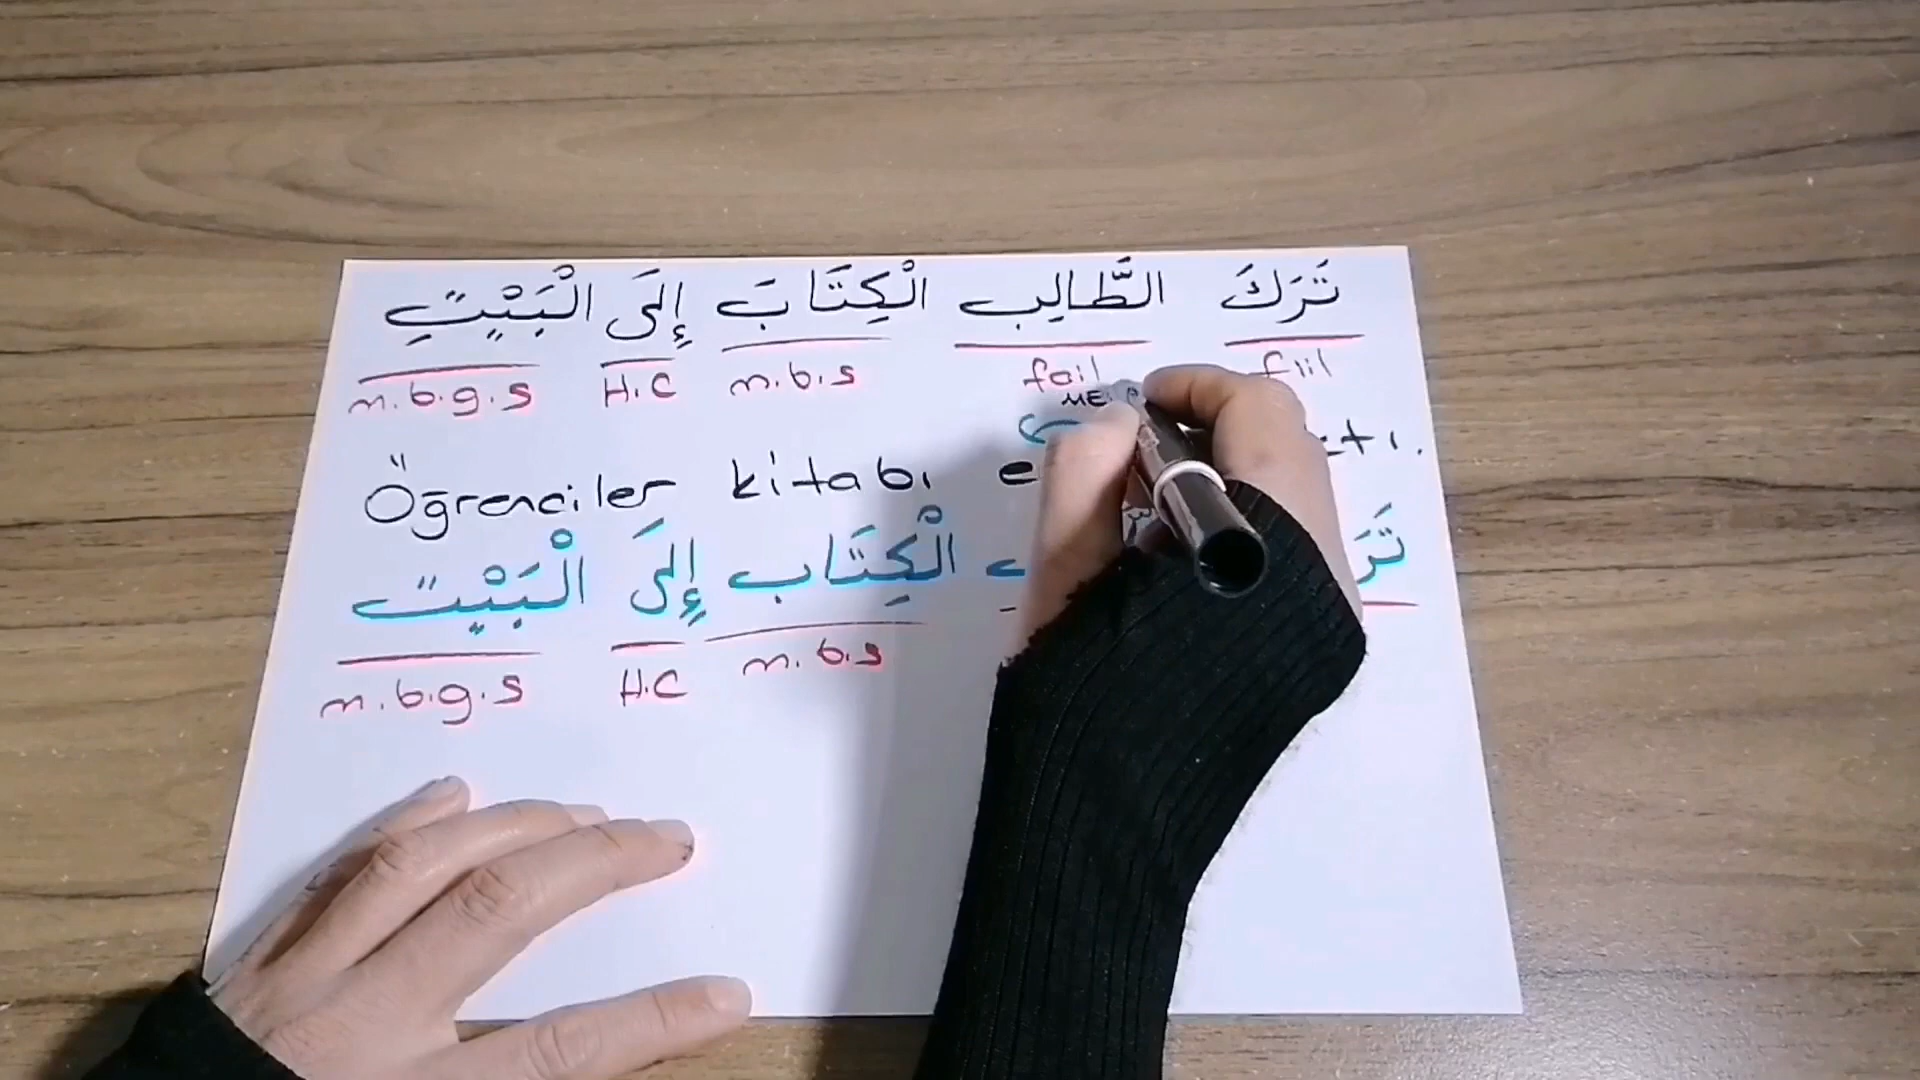 تَرَكَ الطَّالِب الْكِتَابَ إِلَى الْبَيْتِ
fiil fail m.b.s H.C m.b.g.s
Öğrenciler kitabı
الْكِتَاب إِلَى الْبَيْت
m.b.s H.C m.b.g.s